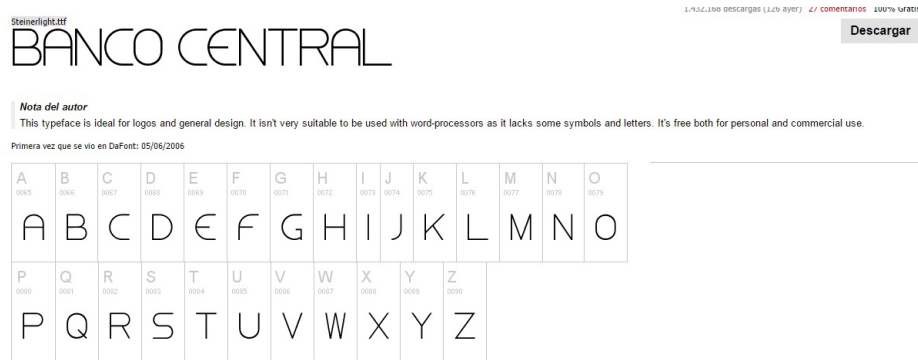 1.432.168 descargas (126 ayer) 27 comentarios 100% Gratis
Steinerlight.ttf
BANCO CENTRAL
Descargar
Nota del autor
This typeface is ideal for logos and general design. It isn't very suitable to be used with word-processors as it lacks some symbols and letters. It's free both for personal and commercial use.
Primera vez que se vio en DaFont: 05/06/2006
A B C D E F G H I J K L M N O
0065 0066 0067 0068 0069 0070 0071 0072 0073 0074 0075 0076 0077 0078 0079
A B C D E F G H I J K L M N O
P Q R S T U V W X Y Z
0080 0081 0082 0083 0084 0085 0086 0087 0088 0089 0090
P Q R S T U V W X Y Z